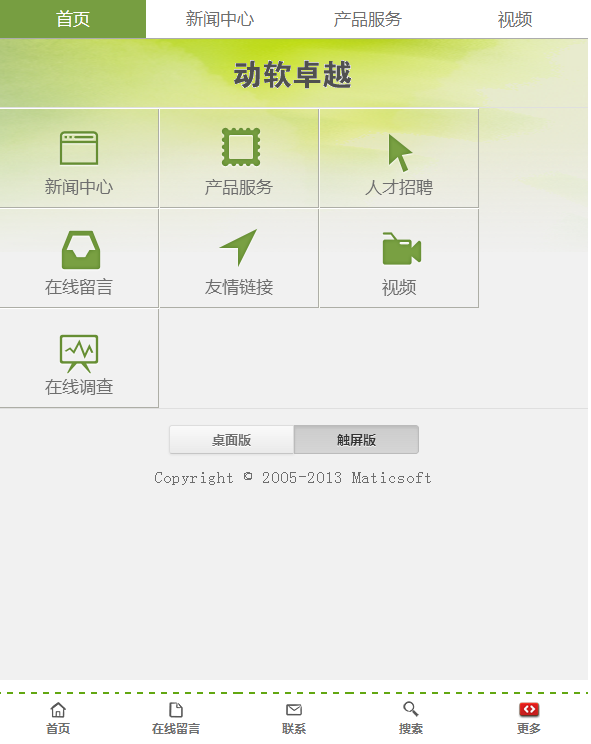 首页 新闻中心 产品服务 视频
动软卓越
新闻中心 产品服务 人才招聘
在线留言 友情链接 视频
在线调查
桌面版 触屏版
Copyright © 2005-2013 Maticsoft
首页 在线留言 联系 搜索 更多